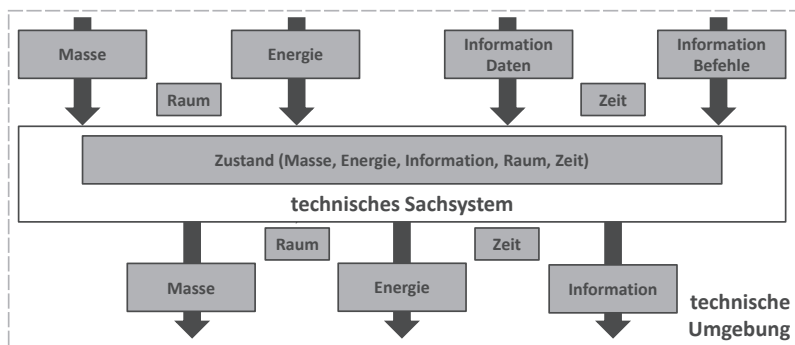 Masse
Energie
Information
Daten
Information
Befehle
Raum
Zeit
Zustand (Masse, Energie, Information, Raum, Zeit)
technisches Sachsystem
Raum
Zeit
Masse
Energie
Information
technische
Umgebung